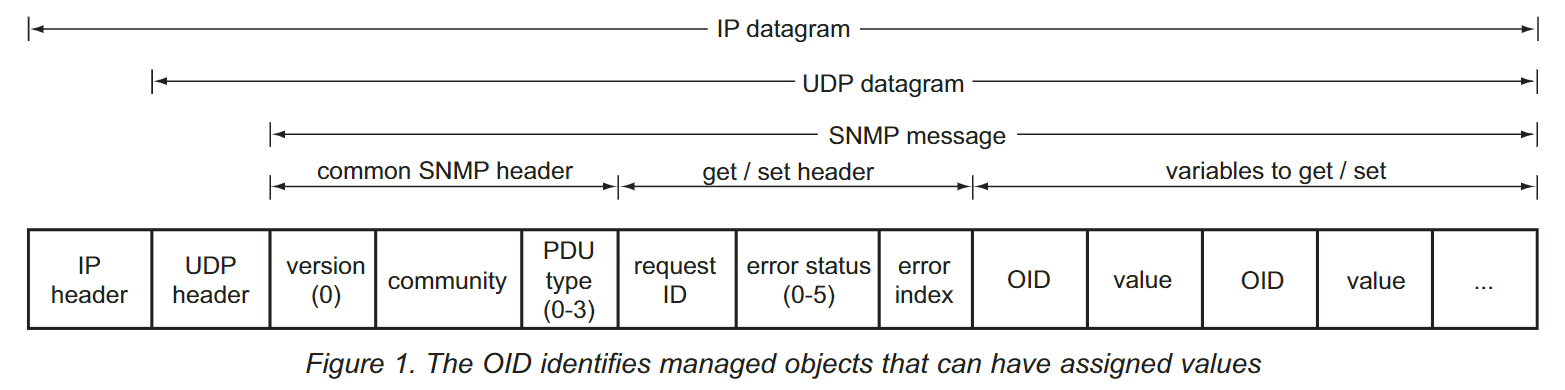 IP datagram
UDP datagram
SNMP message
common SNMP header
get / set header
variables to get / set
IP
header
UDP
header
version
(0)
community
PDU
type
(0-3)
request
ID
error status
(0-5)
error
index
OID
value
OID
value
...
Figure 1. The OID identifies managed objects that can have assigned values